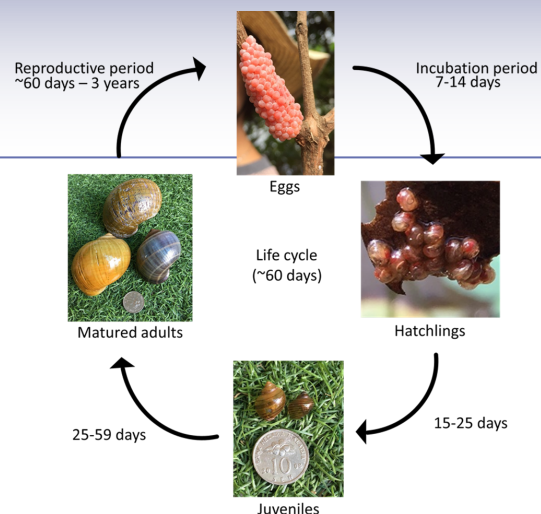 Reproductive period
~60 days – 3 years
Incubation period
7-14 days
Eggs
Life cycle
(~60 days)
Matured adults
Hatchlings
25-59 days
15-25 days
10
Juveniles